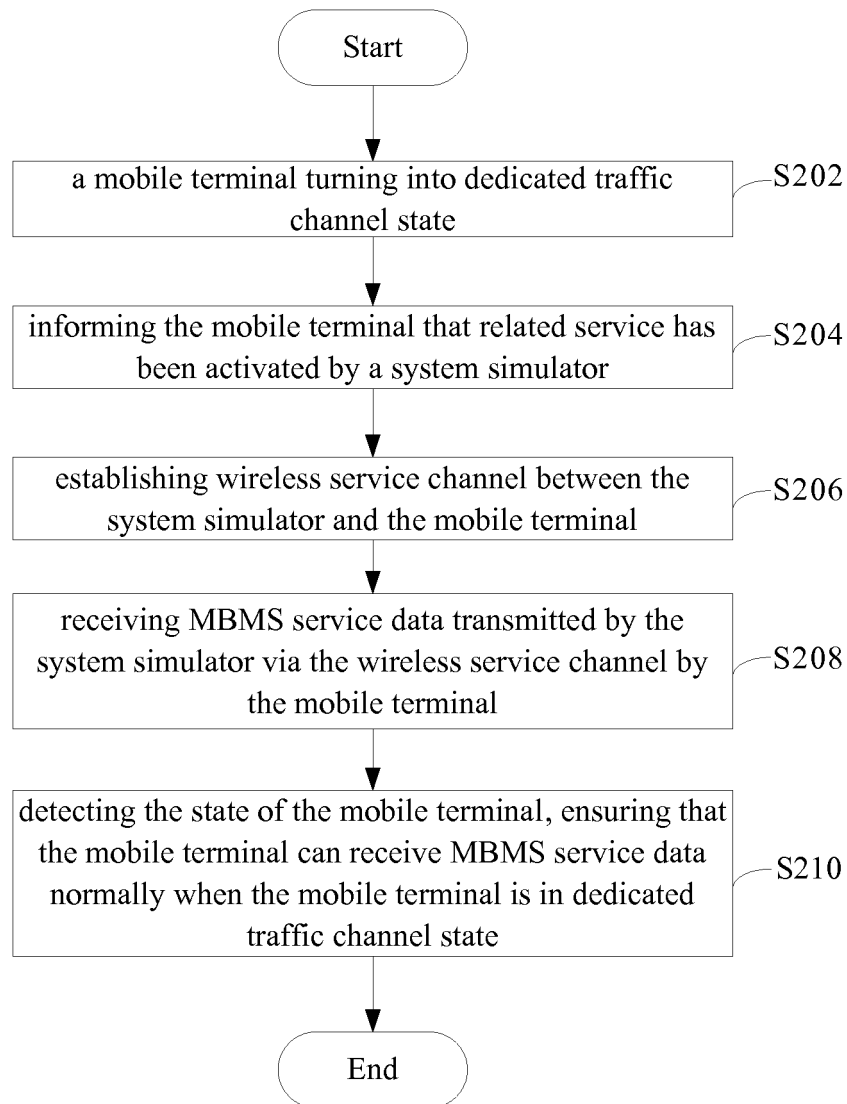 Start
a mobile terminal turning into dedicated traffic
channel state
S202
informing the mobile terminal that related service has
been activated by a system simulator
S204
establishing wireless service channel between the
system simulator and the mobile terminal
S206
receiving MBMS service data transmitted by the
system simulator via the wireless service channel by
the mobile terminal
S208
detecting the state of the mobile terminal, ensuring that
the mobile terminal can receive MBMS service data
normally when the mobile terminal is in dedicated
traffic channel state
S210
End